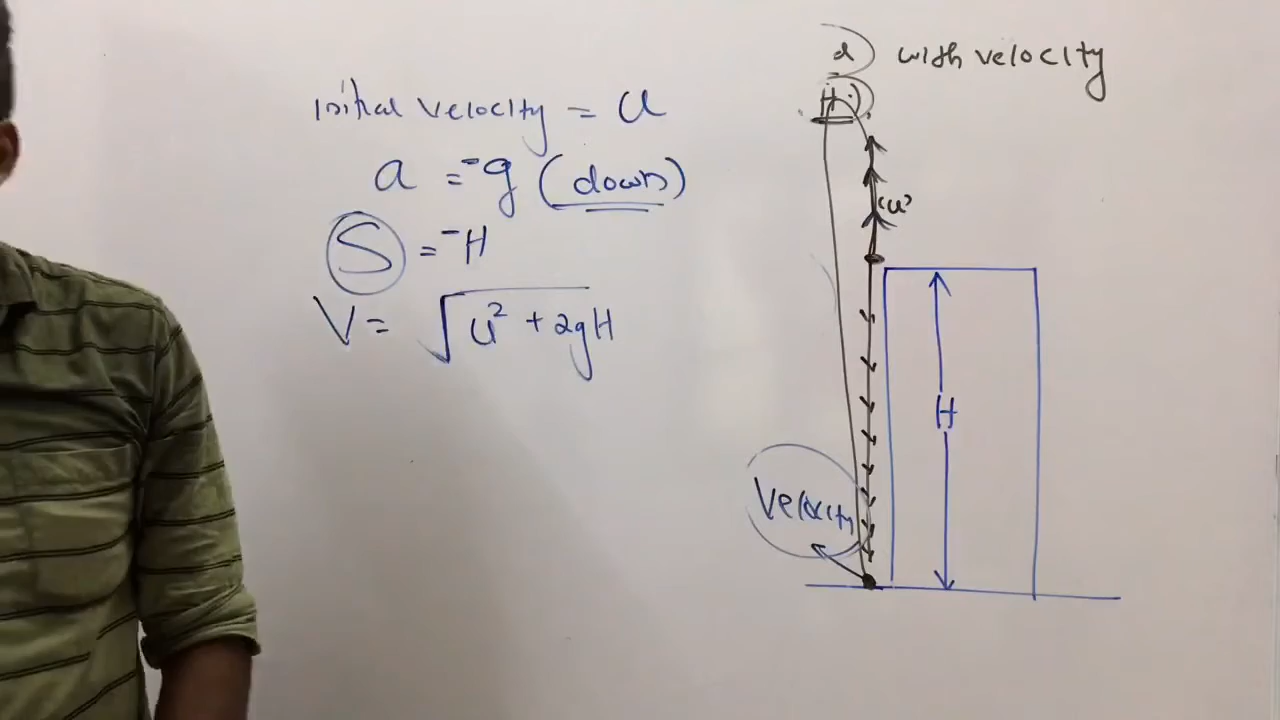 initial velocity = u
a = -g (down)
S = -H
V = √u² + 2gH
d with velocity
H
(u)
H
Velocity